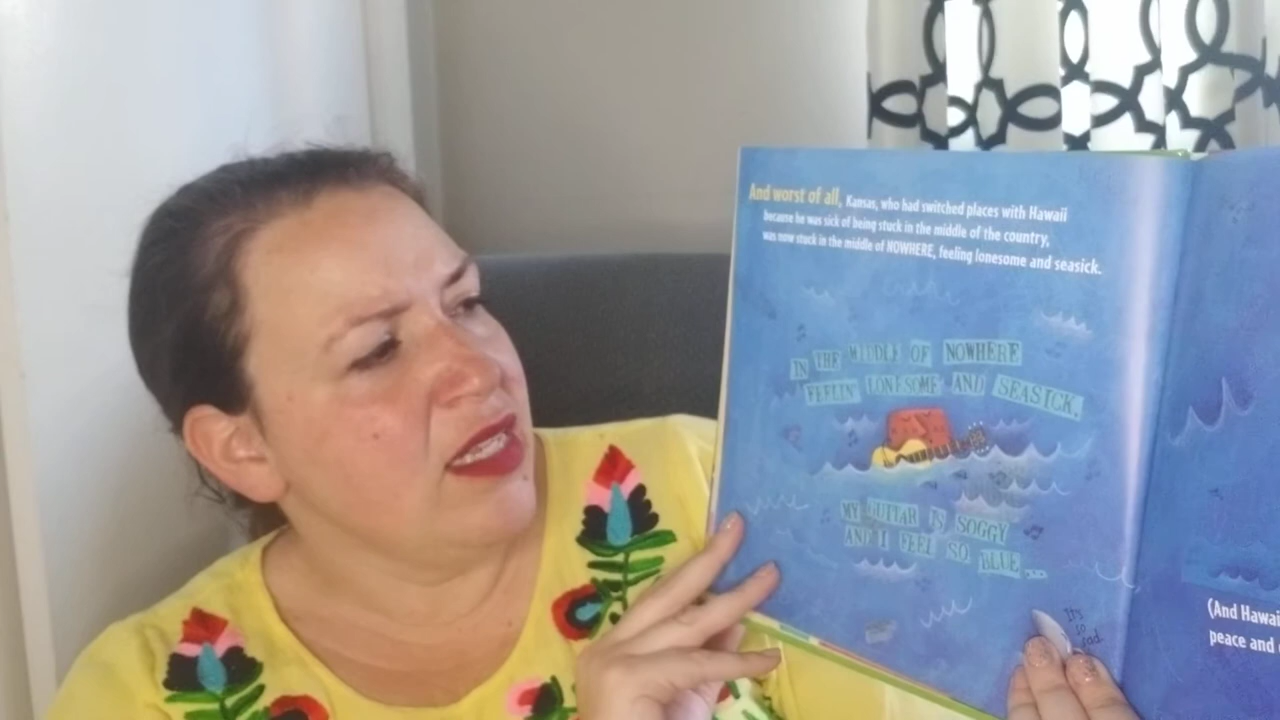 And worst of all, Kansas, who had switched places with Hawaii
because he was sick of being stuck in the middle of the country,
was now stuck in the middle of NOWHERE, feeling lonesome and seasick.
IN THE MIDDLE OF NOWHERE
FEELIN' LONESOME AND SEASICK.
MY GUITAR IS SOGGY
AND I FEEL SO BLUE...
It's
so
sad.
(And Hawai
peace and